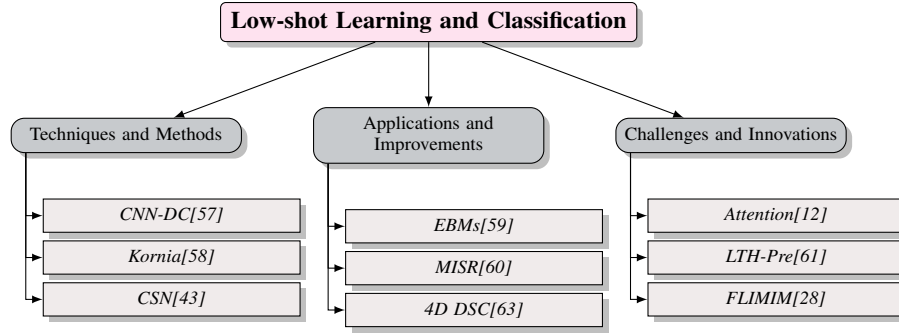 Low-shot Learning and Classification
Techniques and Methods
CNN-DC[57]
Kornia[58]
CSN[43]
Applications and
Improvements
EBMs[59]
MISR[60]
4D DSC[63]
Challenges and Innovations
Attention[12]
LTH-Pre[61]
FLIMIM[28]